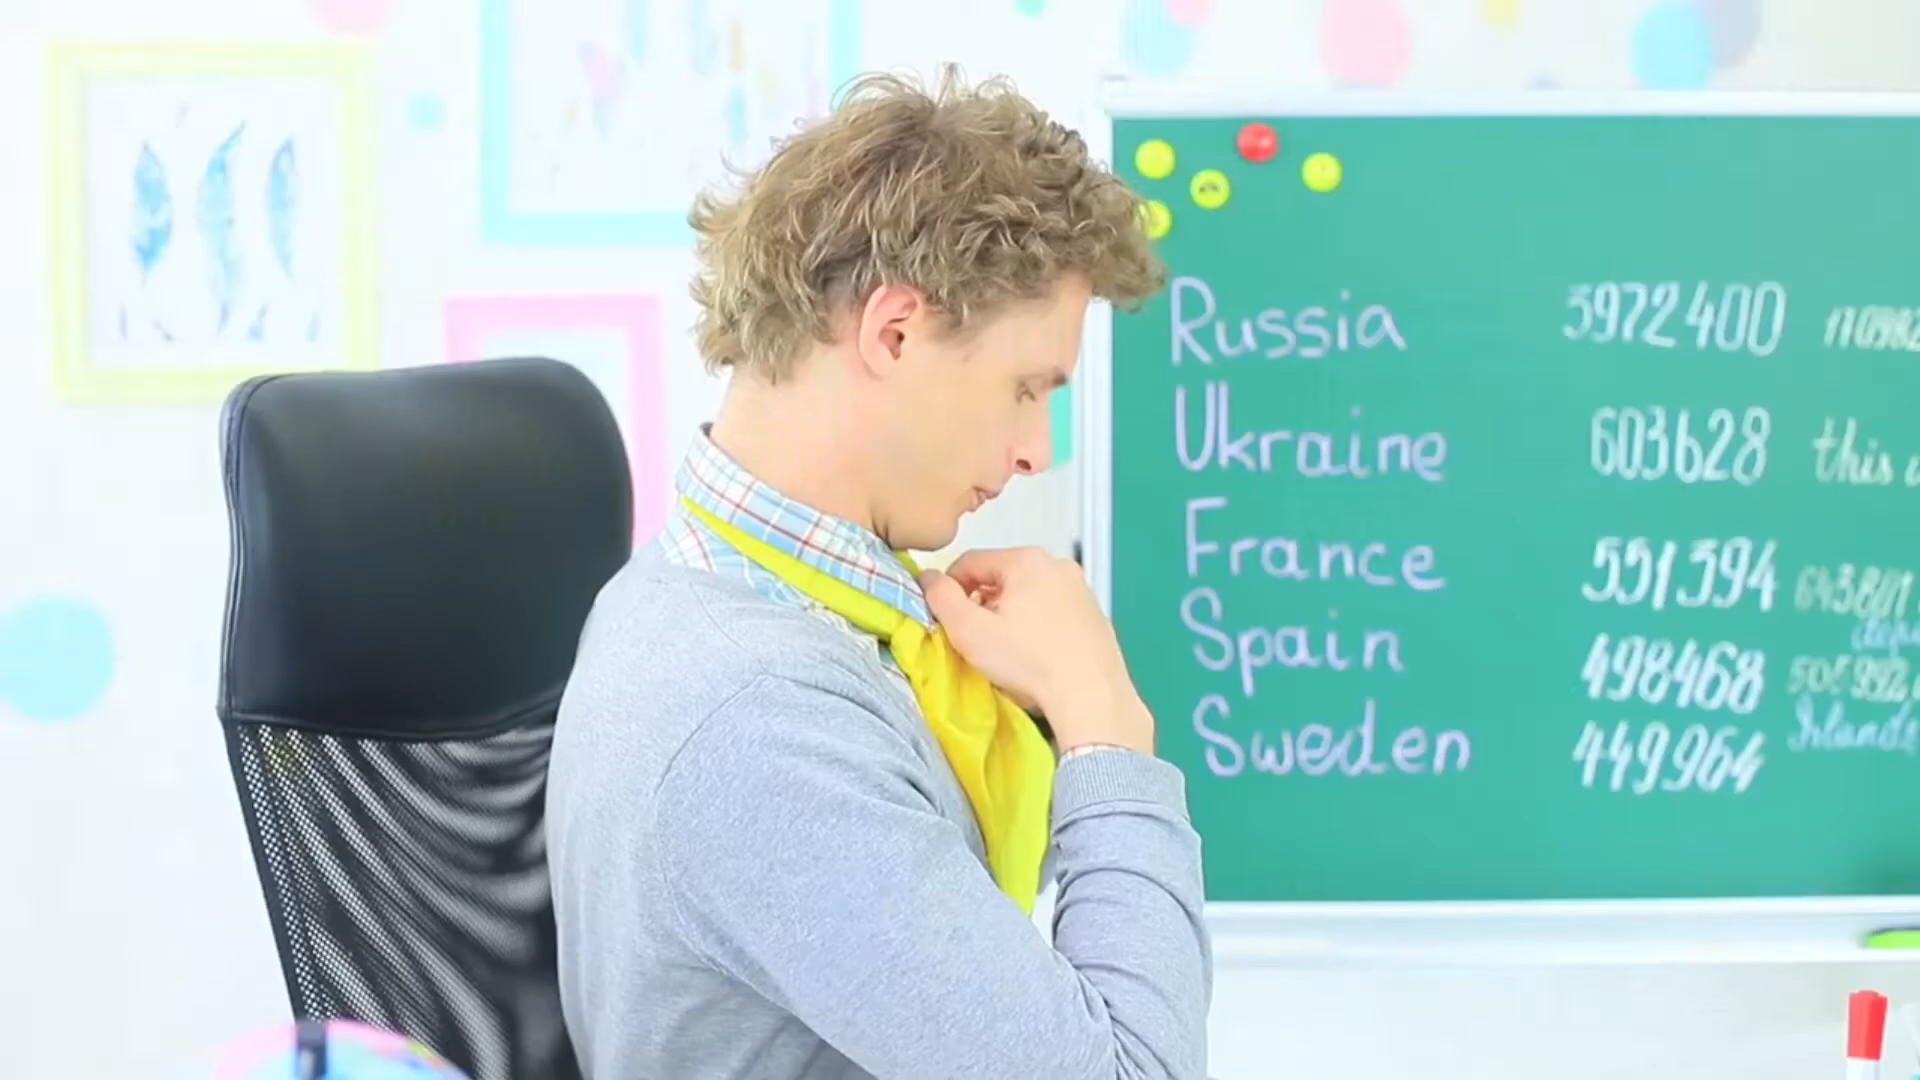 Russia 3972400
Ukraine 603628 this
France 551394
Spain 498468
Sweden 449964